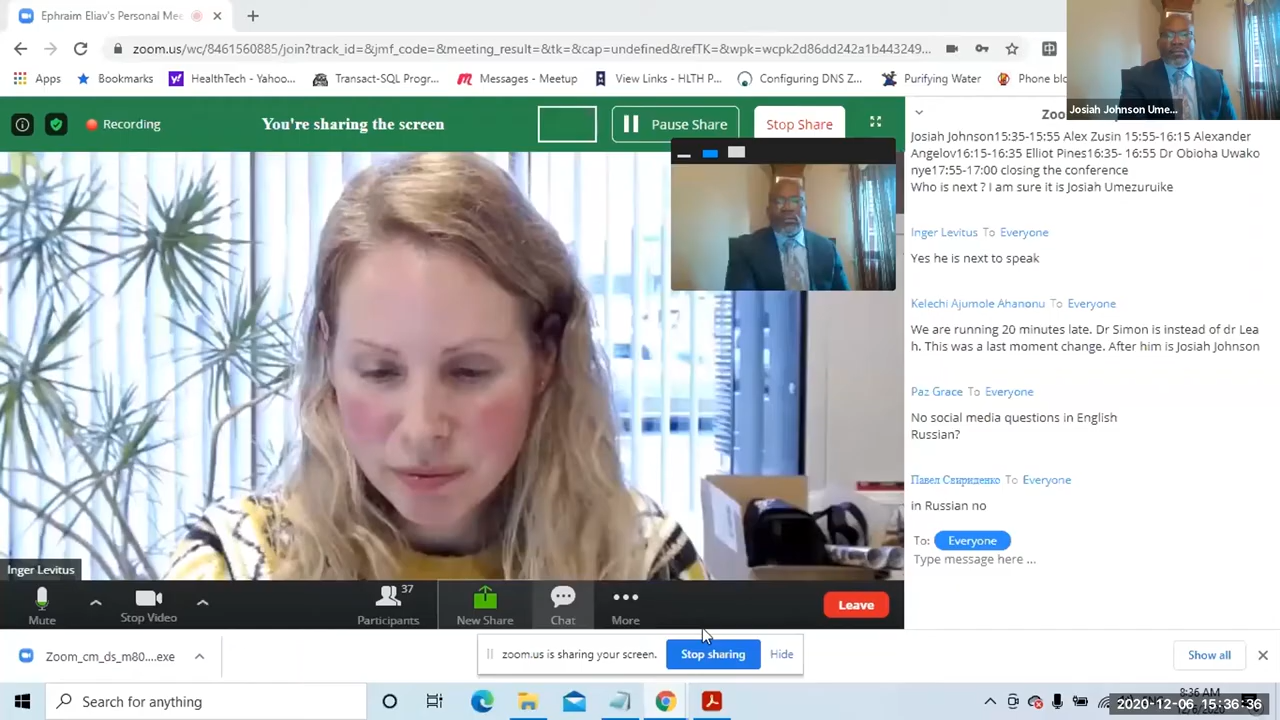 Ephraim Eliav's Personal Mee
zoom.us/wc/8461560885/join?track_id=&jmf_code=&meeting_result=&tk=&cap=undefined&refTK=&wpk=wcpk2d86dd242a1b443249...
Apps Bookmarks HealthTech - Yahoo... Transact-SQL Progr... Messages - Meetup View Links - HLTH P... Configuring DNS Z... Purifying Water Phone blo
Josiah Johnson Ume...
Recording
You're sharing the screen
Pause Share
Stop Share
Zoo
Josiah Johnson15:35-15:55 Alex Zusin 15:55-16:15 Alexander
Angelov16:15-16:35 Elliot Pines16:35- 16:55 Dr Obioha Uwako
nye17:55-17:00 closing the conference
Who is next ? I am sure it is Josiah Umezuruike
Inger Levitus To Everyone
Yes he is next to speak
Kelechi Ajumole Ahanonu To Everyone
We are running 20 minutes late. Dr Simon is instead of dr Lea
h. This was a last moment change. After him is Josiah Johnson
Paz Grace To Everyone
No social media questions in English
Russian?
Павел Свириденко To Everyone
in Russian no
To: Everyone
Type message here ...
Inger Levitus
Mute
Stop Video
37
Participants
New Share
Chat
More
Leave
Zoom_cm_ds_m80....exe
zoom.us is sharing your screen.
Stop sharing
Hide
Show all
Search for anything
8:36 AM
2020-12-06 15:36:36